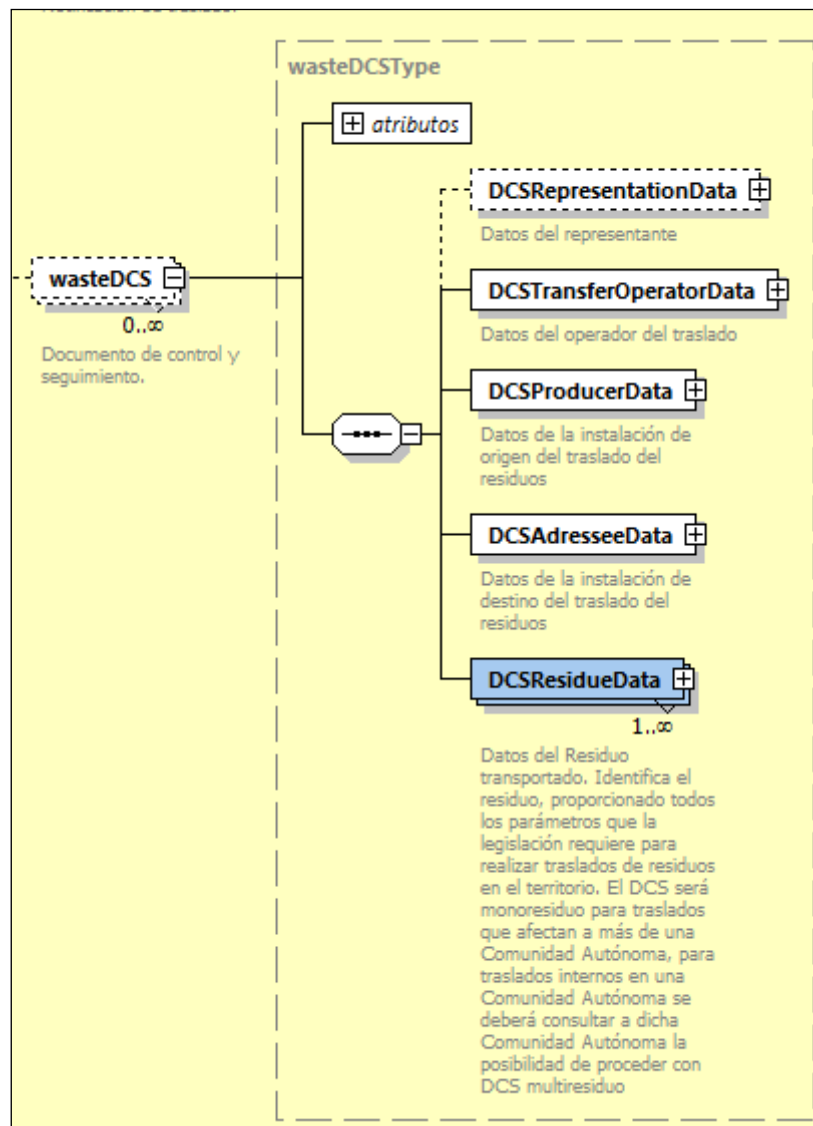 wasteDCSType
atributos
DCSRepresentationData
Datos del representante
wasteDCS
0..∞
Documento de control y
seguimiento.
DCSTransferOperatorData
Datos del operador del traslado
DCSProducerData
Datos de la instalación de
origen del traslado del
residuos
DCSAdresseeData
Datos de la instalación de
destino del traslado del
residuos
DCSResidueData
1..∞
Datos del Residuo
transportado. Identifica el
residuo, proporcionado todos
los parámetros que la
legislación requiere para
realizar traslados de residuos
en el territorio. El DCS será
monoresiduo para traslados
que afectan a más de una
Comunidad Autónoma, para
traslados internos en una
Comunidad Autónoma se
deberá consultar a dicha
Comunidad Autónoma la
posibilidad de proceder con
DCS multiresiduo